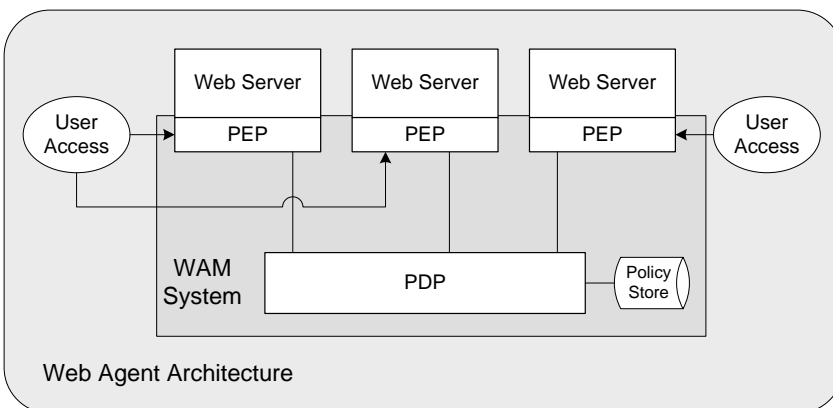 Web Server
Web Server
Web Server
User
Access
PEP
PEP
PEP
User
Access
WAM
System
PDP
Policy
Store
Web Agent Architecture